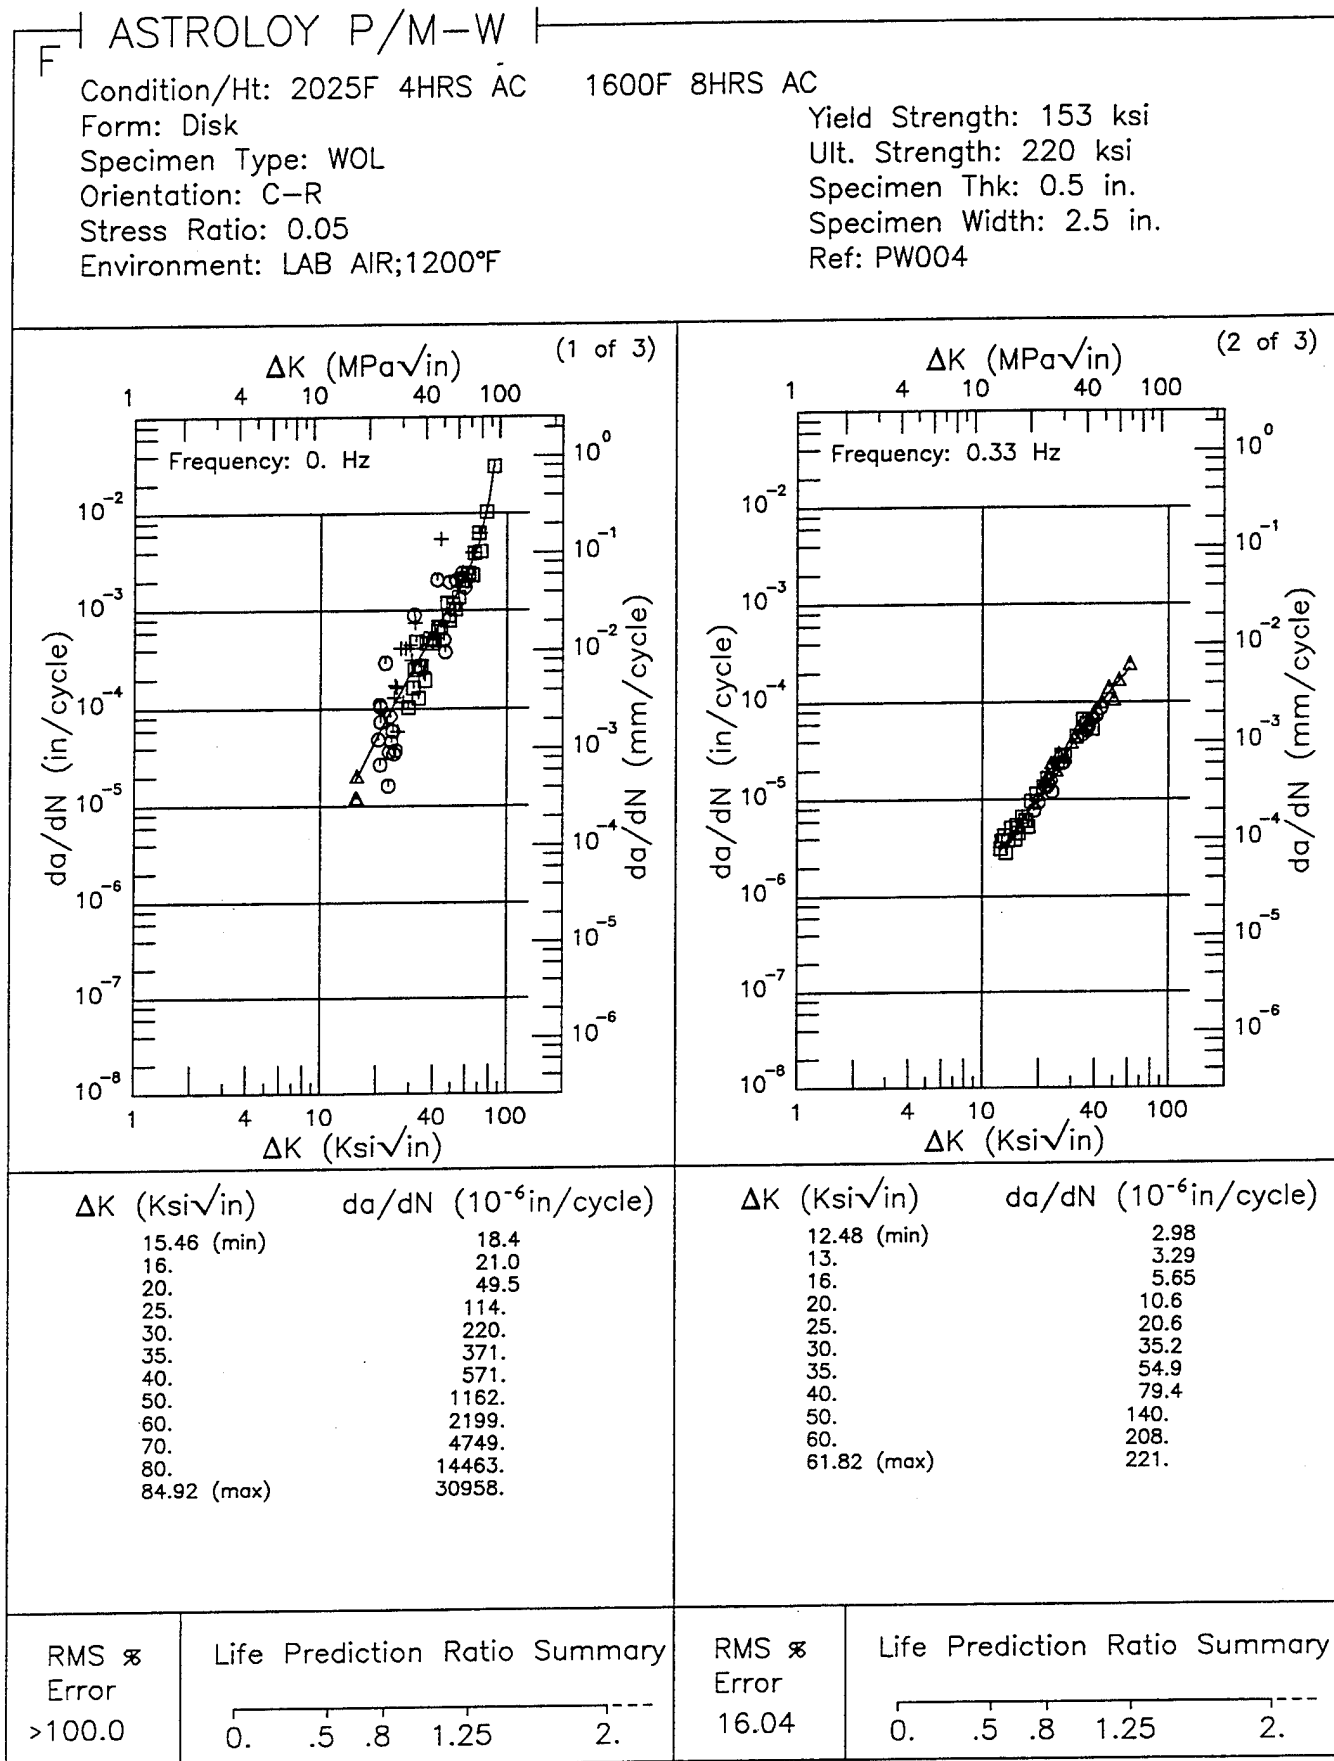 ASTROLOY P/M-W
F
Condition/Ht: 2025F 4HRS AC 1600F 8HRS AC
Form: Disk
Specimen Type: WOL
Orientation: C-R
Stress Ratio: 0.05
Environment: LAB AIR;1200°F
Yield Strength: 153 ksi
Ult. Strength: 220 ksi
Specimen Thk: 0.5 in.
Specimen Width: 2.5 in.
Ref: PW004
(1 of 3)
ΔK (MPa√in)
1 4 10 40 100
Frequency: 0. Hz
da/dN (in/cycle)
10⁻²
10⁻³
10⁻⁴
10⁻⁵
10⁻⁶
10⁻⁷
10⁻⁸
10⁰
10⁻¹
10⁻²
10⁻³
10⁻⁴
10⁻⁵
10⁻⁶
da/dN (mm/cycle)
1 4 10 40 100
ΔK (Ksi√in)
(2 of 3)
ΔK (MPa√in)
1 4 10 40 100
Frequency: 0.33 Hz
da/dN (in/cycle)
10⁻²
10⁻³
10⁻⁴
10⁻⁵
10⁻⁶
10⁻⁷
10⁻⁸
10⁰
10⁻¹
10⁻²
10⁻³
10⁻⁴
10⁻⁵
10⁻⁶
da/dN (mm/cycle)
1 4 10 40 100
ΔK (Ksi√in)
ΔK (Ksi√in) da/dN (10⁻⁶in/cycle)
15.46 (min) 18.4
16. 21.0
20. 49.5
25. 114.
30. 220.
35. 371.
40. 571.
50. 1162.
60. 2199.
70. 4749.
80. 14463.
84.92 (max) 30958.
ΔK (Ksi√in) da/dN (10⁻⁶in/cycle)
12.48 (min) 2.98
13. 3.29
16. 5.65
20. 10.6
25. 20.6
30. 35.2
35. 54.9
40. 79.4
50. 140.
60. 208.
61.82 (max) 221.
RMS %
Error
>100.0
Life Prediction Ratio Summary
0. .5 .8 1.25 2.
RMS %
Error
16.04
Life Prediction Ratio Summary
0. .5 .8 1.25 2.